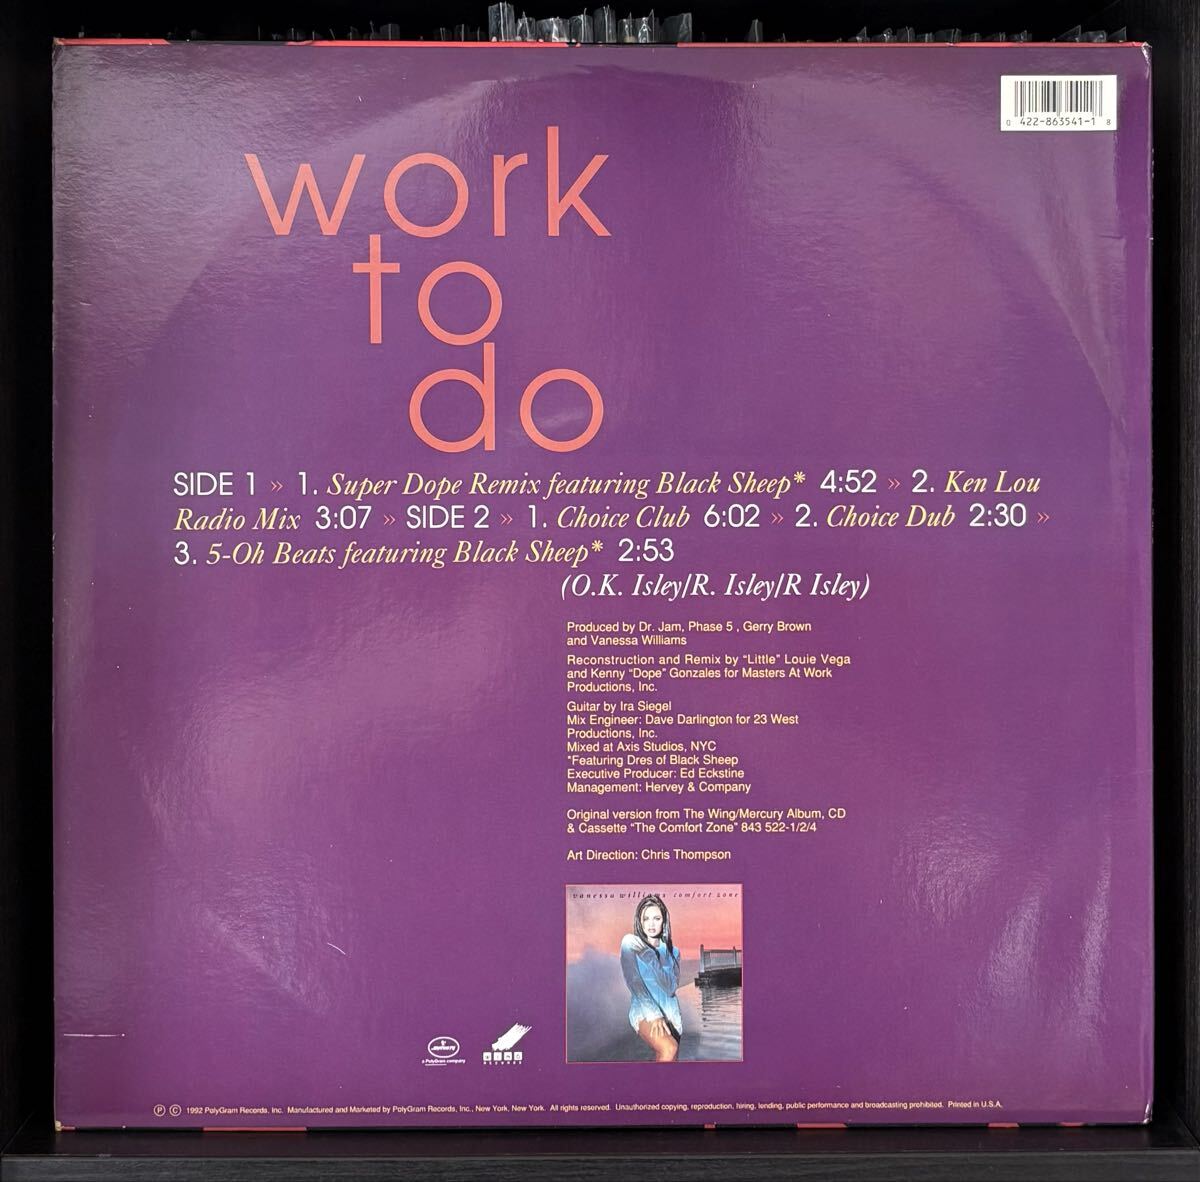 0 422-863541-1 8
work
to
do
SIDE 1 » 1. Super Dope Remix featuring Black Sheep* 4:52 » 2. Ken Lou
Radio Mix 3:07 » SIDE 2 » 1. Choice Club 6:02 » 2. Choice Dub 2:30 »
3. 5-Oh Beats featuring Black Sheep* 2:53
(O.K. Isley/R. Isley/R Isley)
Produced by Dr. Jam, Phase 5 , Gerry Brown
and Vanessa Williams
Reconstruction and Remix by “Little” Louie Vega
and Kenny “Dope” Gonzales for Masters At Work
Productions, Inc.
Guitar by Ira Siegel
Mix Engineer: Dave Darlington for 23 West
Productions, Inc.
Mixed at Axis Studios, NYC
*Featuring Dres of Black Sheep
Executive Producer: Ed Eckstine
Management: Hervey & Company
Original version from The Wing/Mercury Album, CD
& Cassette “The Comfort Zone” 843 522-1/2/4
Art Direction: Chris Thompson
vanessa williams comfort zone
mercury
a PolyGram company
WING
RECORDS
Ⓟ Ⓒ 1992 PolyGram Records, Inc. Manufactured and Marketed by PolyGram Records, Inc., New York, New York. All rights reserved. Unauthorized copying, reproduction, hiring, lending, public performance and broadcasting prohibited. Printed in U.S.A.